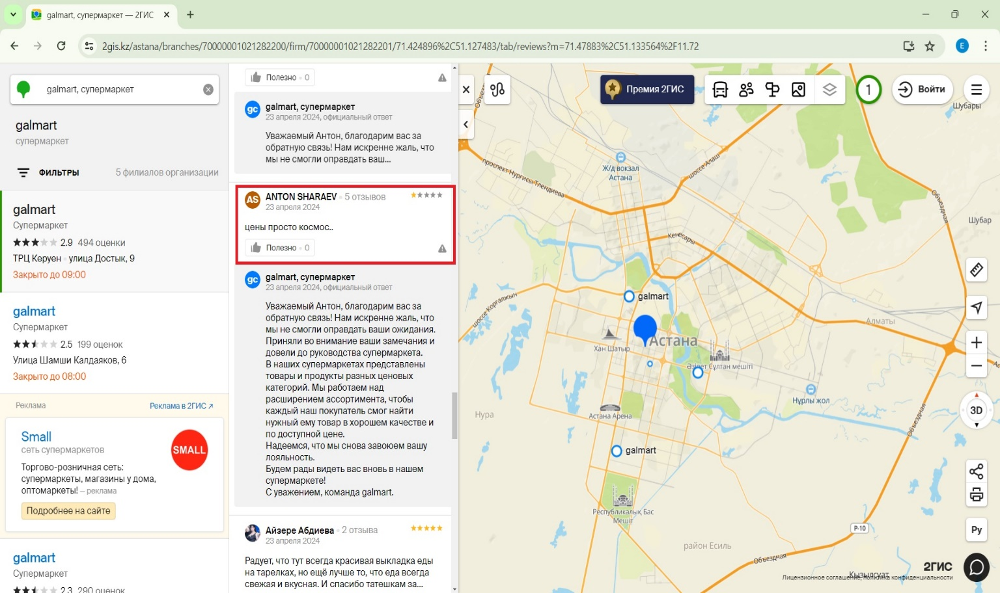 galmart, супермаркет — 2ГИС
2gis.kz/astana/branches/70000001021282200/firm/70000001021282201/71.424896%2C51.127483/tab/reviews?m=71.47883%2C51.133564%2F11.72
E
galmart, супермаркет
galmart
супермаркет
ФИЛЬТРЫ
5 филиалов организации
galmart
Супермаркет
2.9 494 оценки
ТРЦ Керуен • улица Достык, 9
Закрыто до 09:00
galmart
Супермаркет
2.5 199 оценок
Улица Шамши Калдаяков, 6
Закрыто до 08:00
Реклама
Реклама в 2ГИС ↗
Small
сеть супермаркетов
SMALL
Торгово-розничная сеть:
супермаркеты, магазины у дома,
оптомаркеты! – реклама
Подробнее на сайте
galmart
Супермаркет
2.3 290 оценок
Полезно • 0
gc
galmart, супермаркет
23 апреля 2024, официальный ответ
Уважаемый Антон, благодарим вас за
обратную связь! Нам искренне жаль, что
мы не смогли оправдать ваш...
AS
ANTON SHARAEV • 5 отзывов
23 апреля 2024
цены просто космос..
Полезно • 0
gc
galmart, супермаркет
23 апреля 2024, официальный ответ
Уважаемый Антон, благодарим вас за
обратную связь! Нам искренне жаль, что
мы не смогли оправдать ваши ожидания.
Приняли во внимание ваши замечания и
довели до руководства супермаркета.
В наших супермаркетах представлены
товары и продукты разных ценовых
категорий. Мы работаем над
расширением ассортимента, чтобы
каждый наш покупатель смог найти
нужный ему товар в хорошем качестве и
по доступной цене.
Надеемся, что мы снова завоюем вашу
лояльность.
Будем рады видеть вас вновь в нашем
супермаркете!
С уважением, команда galmart.
Айзере Абдиева • 2 отзыва
23 апреля 2024
Радует, что тут всегда красивая выкладка еды
на тарелках, но ещё лучше то, что еда всегда
свежая и вкусная. И спасибо татешкам за...
Премия 2ГИС
1
Войти
Шубары
Объездная
Ж/д вокзал
Астана
шоссе Алаш
проспект Нургисы Тлендиева
Объездная
Шубар
Кенесары
шоссе Коргалжын
galmart
Алматы
Астана
Хан Шатыр
Әзірет Сұлтан мешіті
Нұрлы жол
Нура
Астана Арена
Объездная
3D
galmart
Республикалық Бас
Мешіт
P-10
Ру
район Есиль
Объездная
2ГИС
Кызылсуат
Лицензионное соглашение, политика конфиденциальности